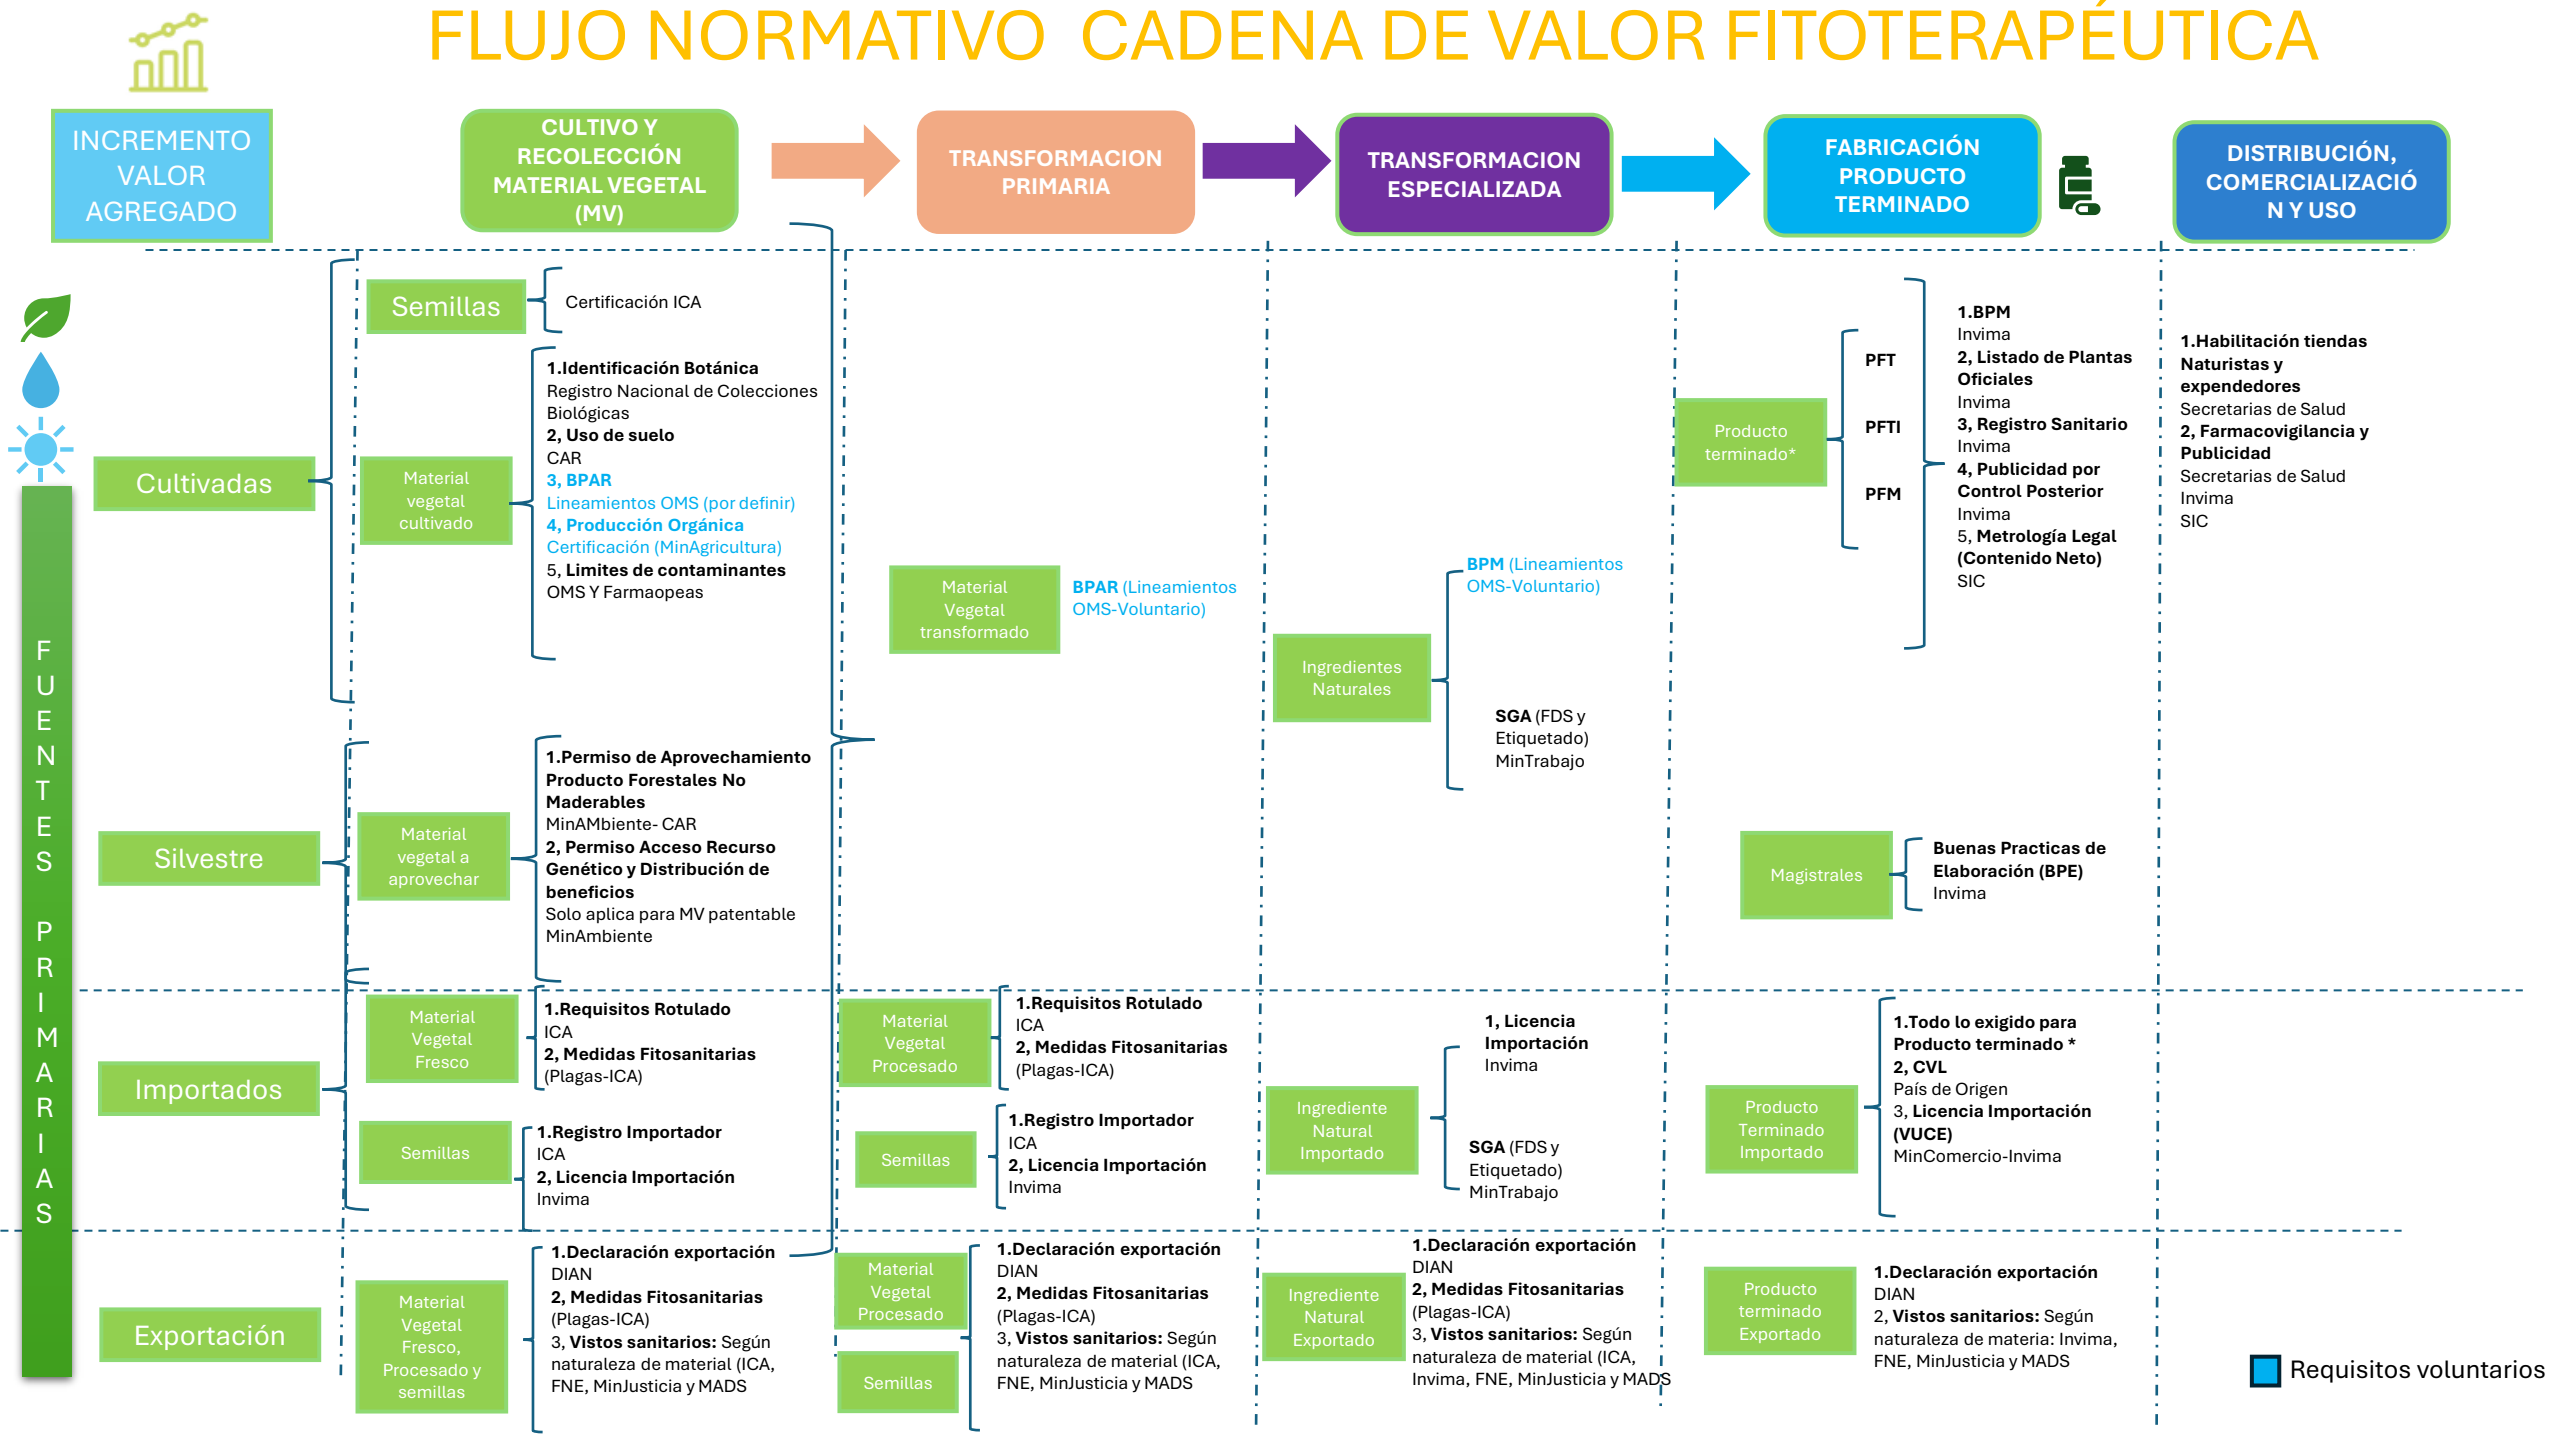 FLUJO NORMATIVO  CADENA DE VALOR FITOTERAPÉUTICA
INCREMENTO
VALOR
AGREGADO
CULTIVO Y
RECOLECCIÓN
MATERIAL VEGETAL
(MV)
TRANSFORMACION
PRIMARIA
TRANSFORMACION
ESPECIALIZADA
FABRICACIÓN
PRODUCTO
TERMINADO
DISTRIBUCIÓN,
COMERCIALIZACIÓ
N Y USO
FUENTES PRIMARIAS
Cultivadas
Semillas
Certificación ICA
Material
vegetal
cultivado
1.Identificación Botánica
Registro Nacional de Colecciones
Biológicas
2, Uso de suelo
CAR
3, BPAR
Lineamientos OMS (por definir)
4, Producción Orgánica
Certificación (MinAgricultura)
5, Limites de contaminantes
OMS Y Farmaopeas
Material
Vegetal
transformado
BPAR (Lineamientos
OMS-Voluntario)
Ingredientes
Naturales
BPM (Lineamientos
OMS-Voluntario)
SGA (FDS y
Etiquetado)
MinTrabajo
Producto
terminado*
PFT
PFTI
PFM
1.BPM
Invima
2, Listado de Plantas
Oficiales
Invima
3, Registro Sanitario
Invima
4, Publicidad por
Control Posterior
Invima
5, Metrología Legal
(Contenido Neto)
SIC
1.Habilitación tiendas
Naturistas y
expendedores
Secretarias de Salud
2, Farmacovigilancia y
Publicidad
Secretarias de Salud
Invima
SIC
Silvestre
Material
vegetal a
aprovechar
1.Permiso de Aprovechamiento
Producto Forestales No
Maderables
MinAMbiente- CAR
2, Permiso Acceso Recurso
Genético y Distribución de
beneficios
Solo aplica para MV patentable
MinAmbiente
Magistrales
Buenas Practicas de
Elaboración (BPE)
Invima
Importados
Material
Vegetal
Fresco
1.Requisitos Rotulado
ICA
2, Medidas Fitosanitarias
(Plagas-ICA)
Semillas
1.Registro Importador
ICA
2, Licencia Importación
Invima
Material
Vegetal
Procesado
1.Requisitos Rotulado
ICA
2, Medidas Fitosanitarias
(Plagas-ICA)
Semillas
1.Registro Importador
ICA
2, Licencia Importación
Invima
Ingrediente
Natural
Importado
1, Licencia
Importación
Invima
SGA (FDS y
Etiquetado)
MinTrabajo
Producto
Terminado
Importado
1.Todo lo exigido para
Producto terminado *
2, CVL
País de Origen
3, Licencia Importación
(VUCE)
MinComercio-Invima
Exportación
Material
Vegetal
Fresco,
Procesado y
semillas
1.Declaración exportación
DIAN
2, Medidas Fitosanitarias
(Plagas-ICA)
3, Vistos sanitarios: Según
naturaleza de material (ICA,
FNE, MinJusticia y MADS
Material
Vegetal
Procesado
Semillas
1.Declaración exportación
DIAN
2, Medidas Fitosanitarias
(Plagas-ICA)
3, Vistos sanitarios: Según
naturaleza de material (ICA,
FNE, MinJusticia y MADS
Ingrediente
Natural
Exportado
1.Declaración exportación
DIAN
2, Medidas Fitosanitarias
(Plagas-ICA)
3, Vistos sanitarios: Según
naturaleza de material (ICA,
Invima, FNE, MinJusticia y MADS
Producto
terminado
Exportado
1.Declaración exportación
DIAN
2, Vistos sanitarios: Según
naturaleza de materia: Invima,
FNE, MinJusticia y MADS
Requisitos voluntarios